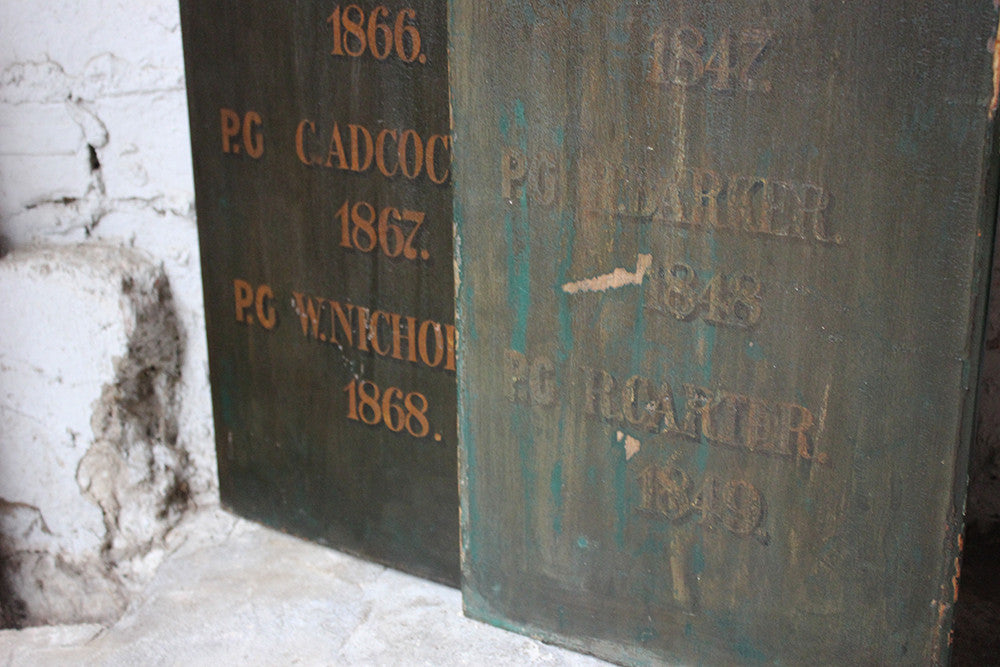 1866.
P.G C.ADCOC
1867.
P.G W.NICHOL
1868.
1847
P.G H.BARKER.
1848
P.G R.CARTER.
1849.